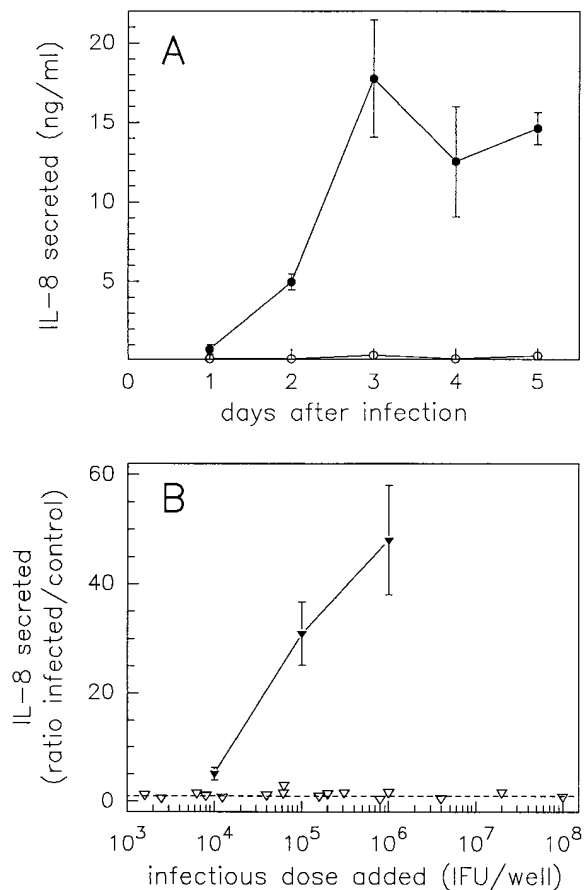 A
IL-8 secreted (ng/ml)
20
15
10
5
0 1 2 3 4 5
days after infection
B
IL-8 secreted
(ratio infected/control)
60
40
20
0
10³ 10⁴ 10⁵ 10⁶ 10⁷ 10⁸
infectious dose added (IFU/well)